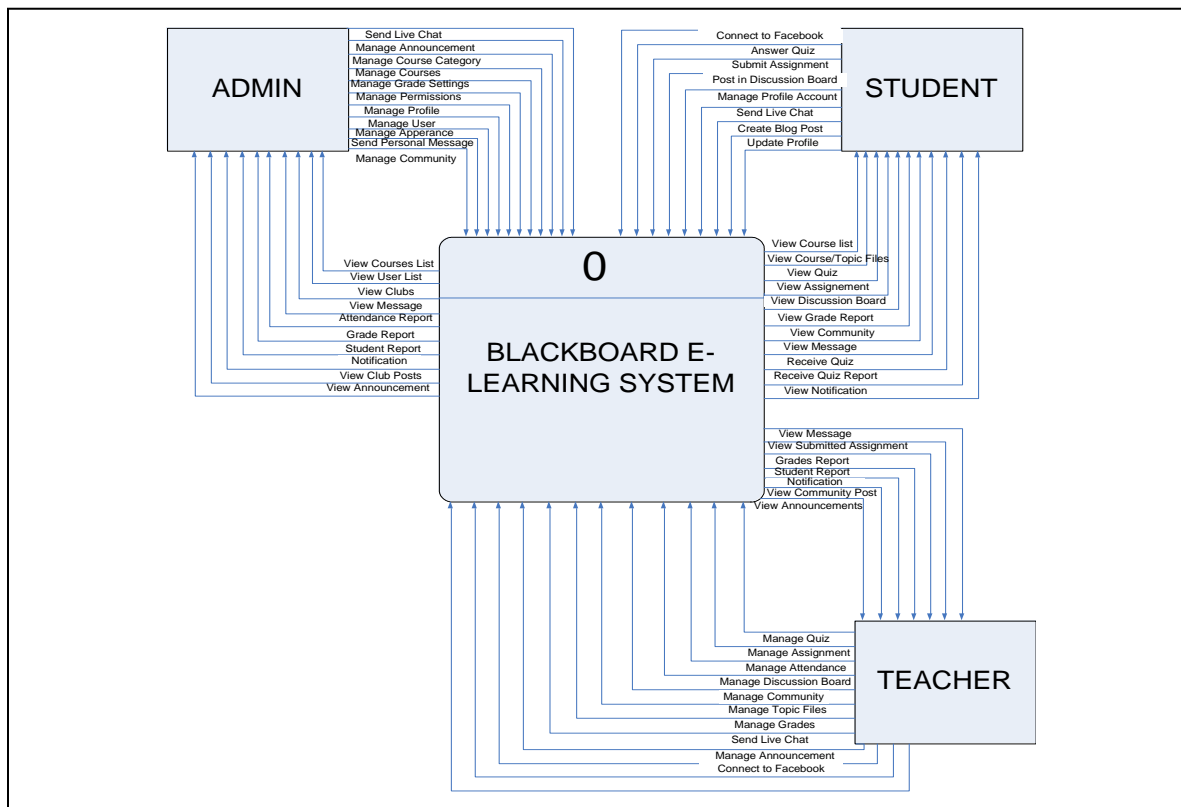 ADMIN
Send Live Chat
Manage Announcement
Manage Course Category
Manage Courses
Manage Grade Settings
Manage Permissions
Manage Profile
Manage User
Manage Apperance
Send Personal Message
Manage Community
Connect to Facebook
Answer Quiz
Submit Assignment
Post in Discussion Board
Manage Profile Account
Send Live Chat
Create Blog Post
Update Profile
STUDENT
View Courses List
View User List
View Clubs
View Message
Attendance Report
Grade Report
Student Report
Notification
View Club Posts
View Announcement
0
BLACKBOARD E-
LEARNING SYSTEM
View Course list
View Course/Topic Files
View Quiz
View Assignement
View Discussion Board
View Grade Report
View Community
View Message
Receive Quiz
Receive Quiz Report
View Notification
View Message
View Submitted Assignment
Grades Report
Student Report
Notification
View Community Post
View Announcements
Manage Quiz
Manage Assignment
Manage Attendance
Manage Discussion Board
Manage Community
Manage Topic Files
Manage Grades
Send Live Chat
Manage Announcement
Connect to Facebook
TEACHER